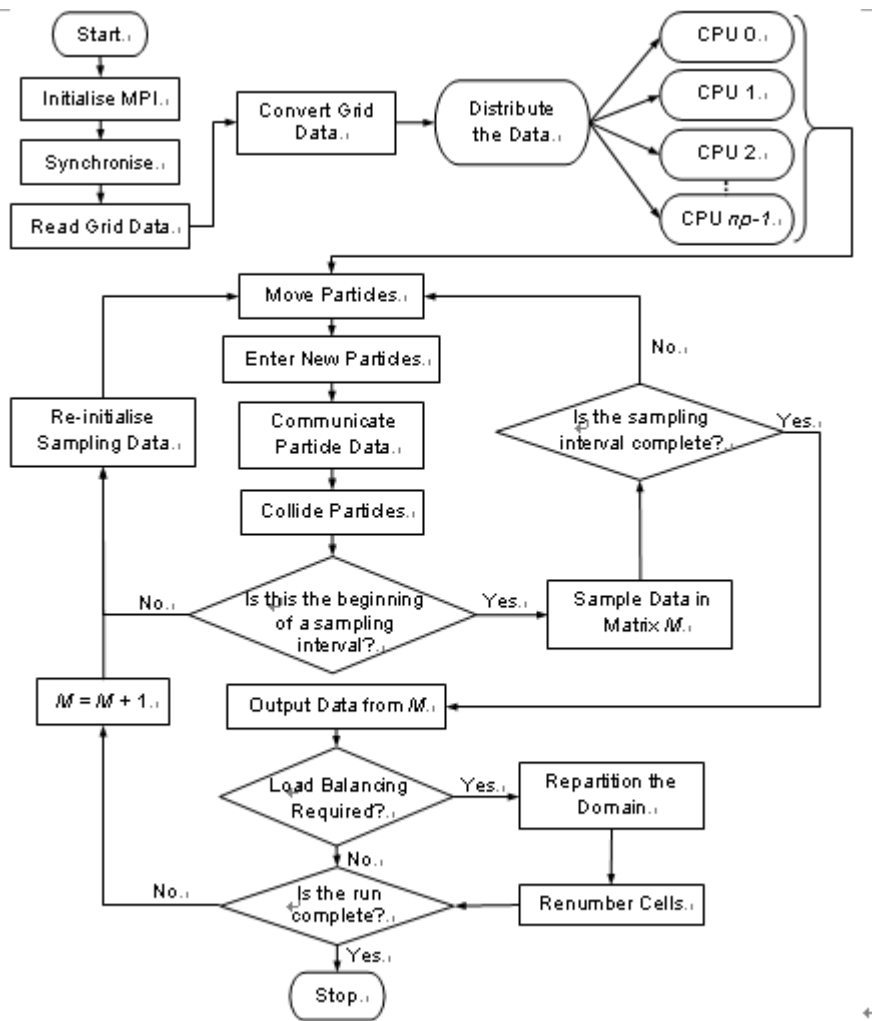 Start.
Initialise MPI.
Synchronise.
Read Grid Data.
Convert Grid
Data.
Distribute
the Data.
CPU 0.
CPU 1.
CPU 2.
CPU np-1.
Move Particles.
Enter New Particles.
Communicate
Particle Data.
Collide Particles.
Is this the beginning
of a sampling
interval?.
No.
Re-initialise
Sampling Data.
Yes.
Sample Data in
Matrix M.
Is the sampling
interval complete?.
No.
Yes.
Output Data from M.
Load Balancing
Required?.
Yes.
Repartition the
Domain.
Renumber Cells.
No.
Is the run
complete?.
No.
M = M + 1.
Yes.
Stop.